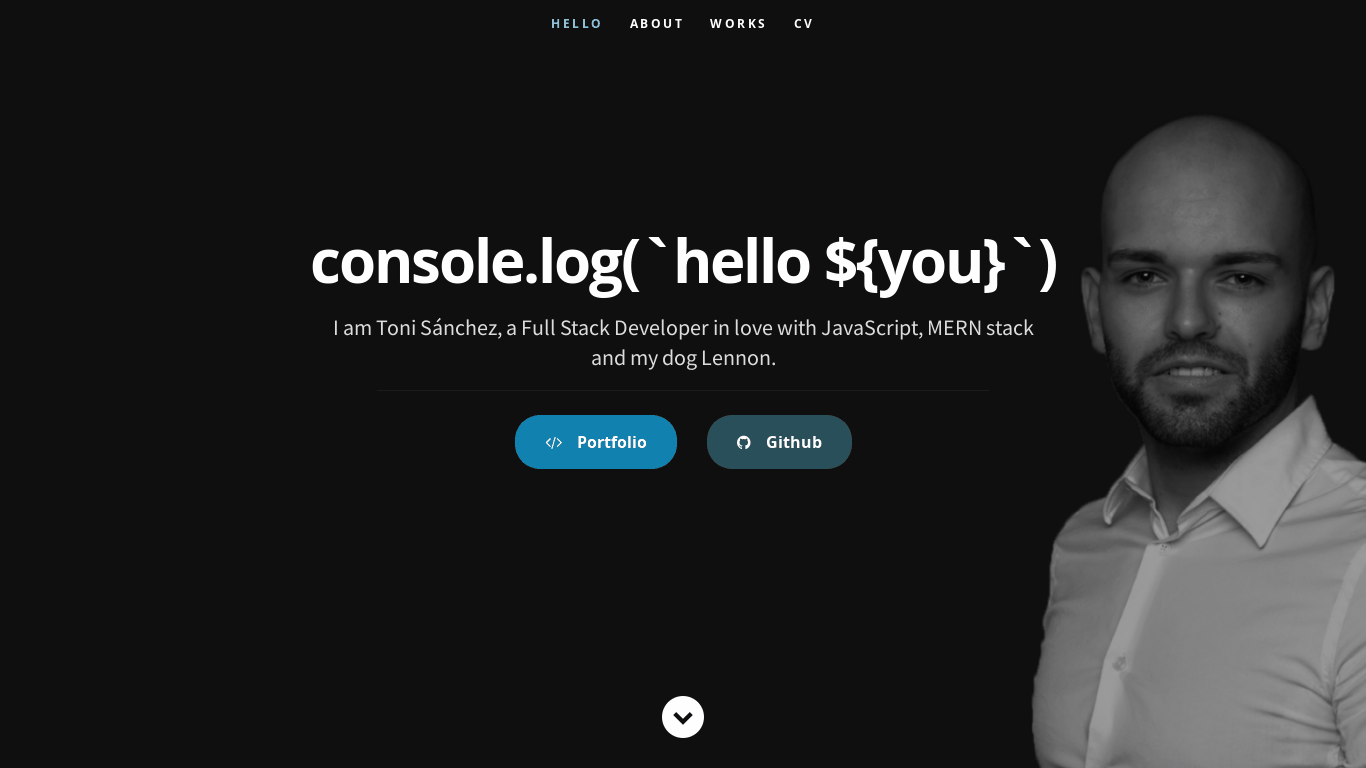 HELLO ABOUT WORKS CV
console.log(`hello ${you}`)
I am Toni Sánchez, a Full Stack Developer in love with JavaScript, MERN stack
and my dog Lennon.
Portfolio Github